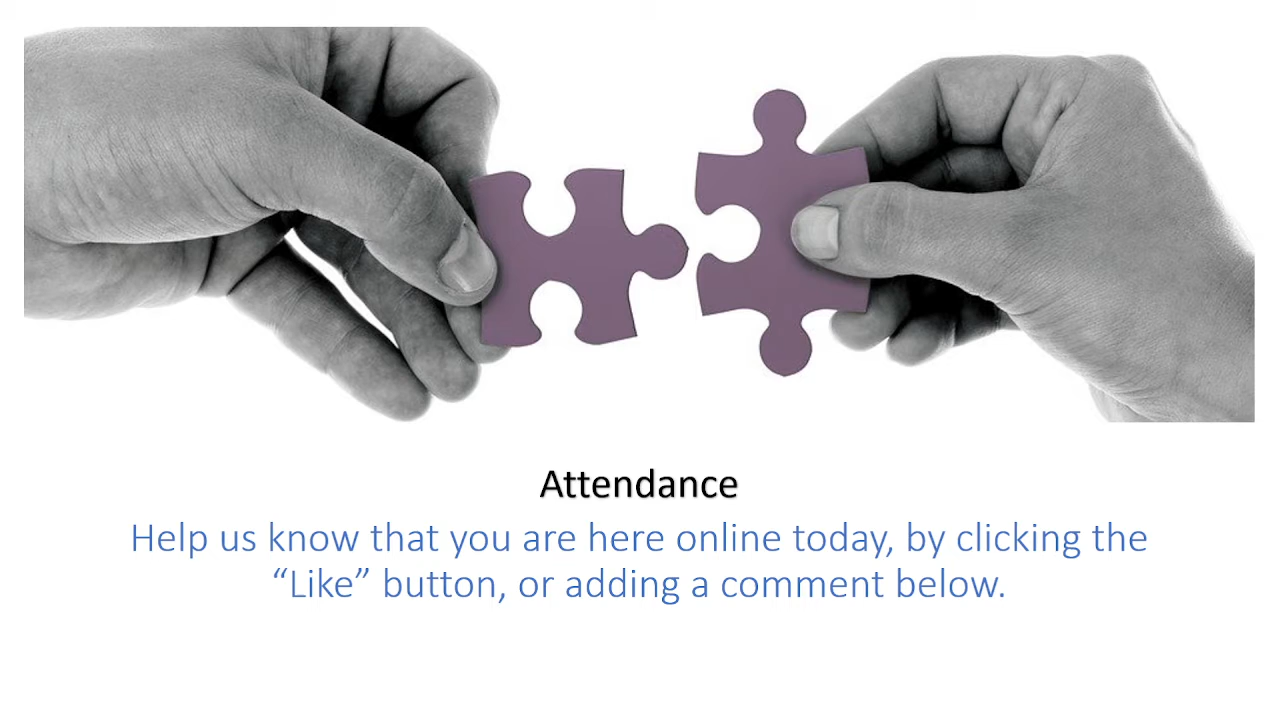 Attendance
Help us know that you are here online today, by clicking the
“Like” button, or adding a comment below.